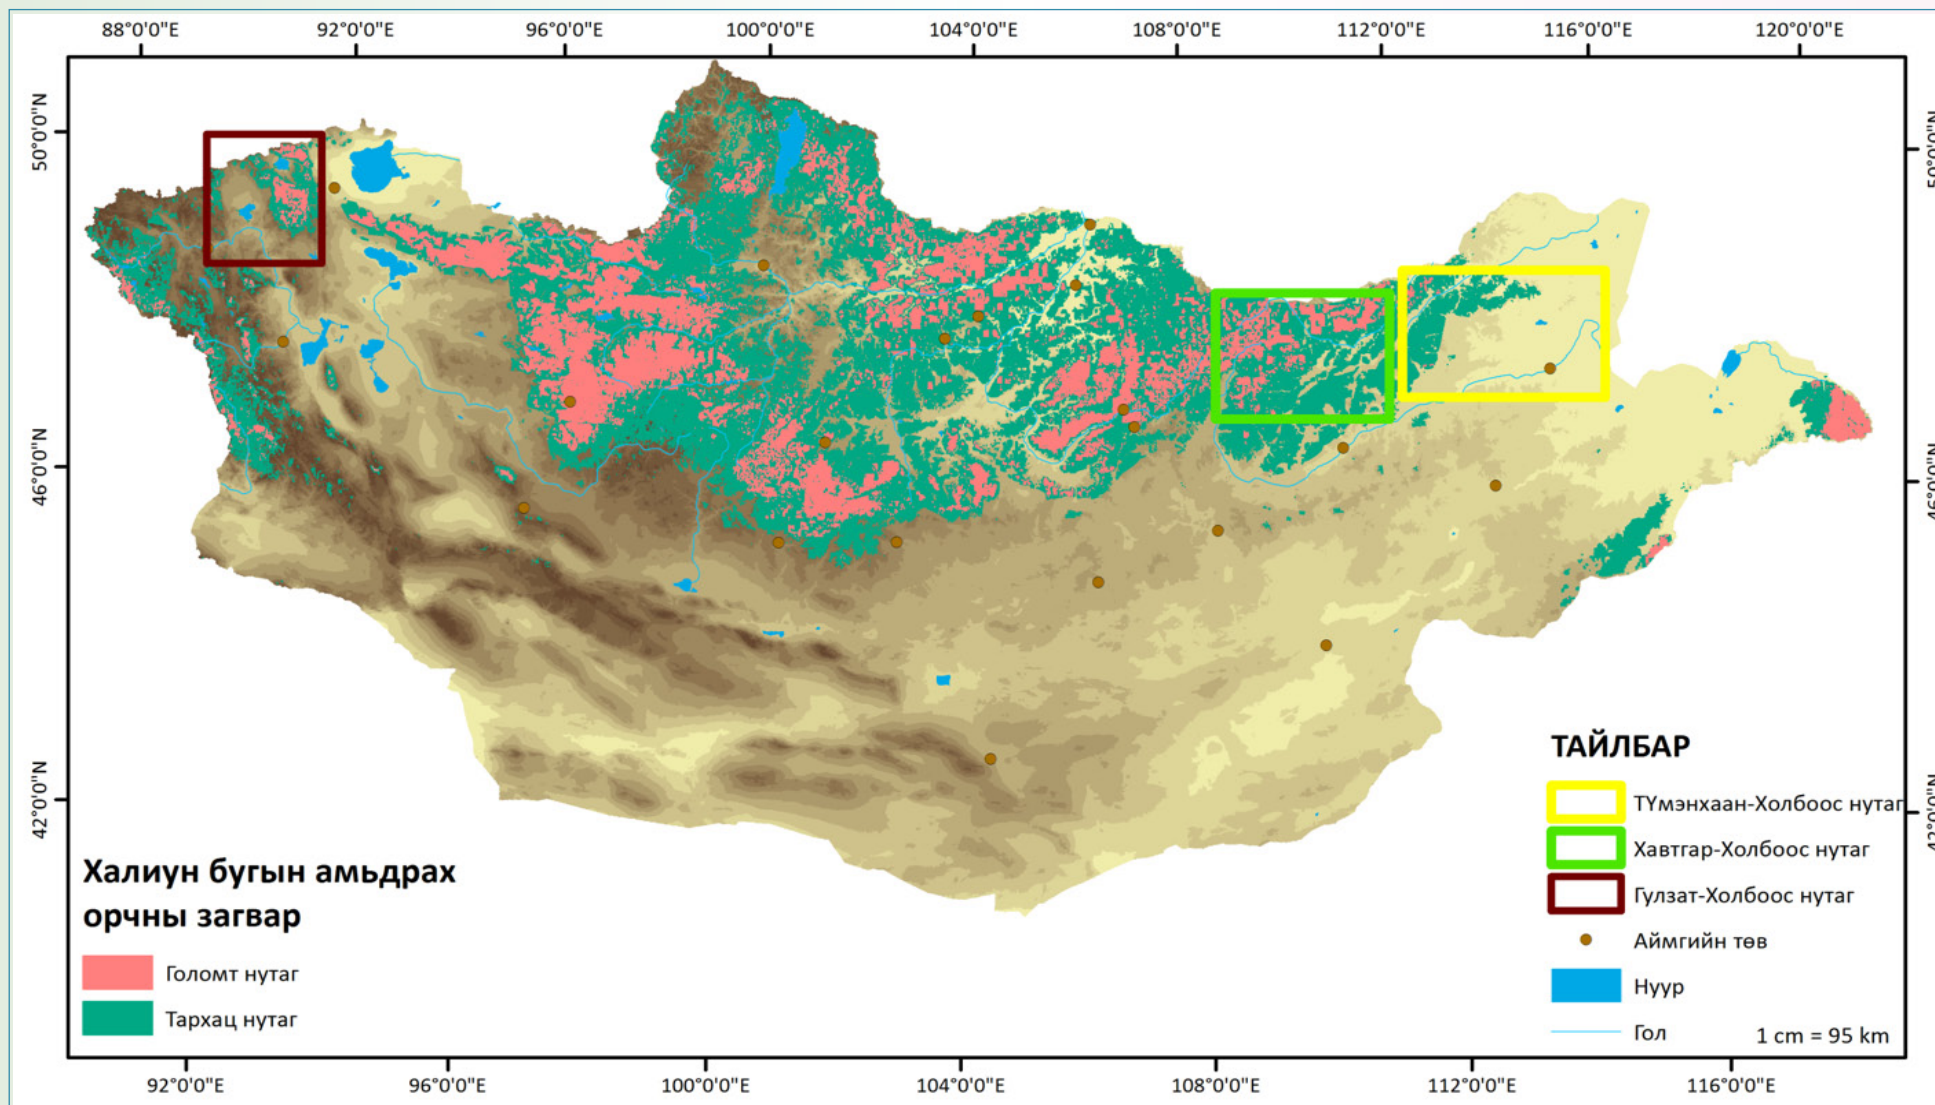 88°0'0"E 92°0'0"E 96°0'0"E 100°0'0"E 104°0'0"E 108°0'0"E 112°0'0"E 116°0'0"E 120°0'0"E
50°0'0"N
46°0'0"N
42°0'0"N
ТАЙЛБАР
ТҮмэнхаан-Холбоос нутаг
Хавтгар-Холбоос нутаг
Гулзат-Холбоос нутаг
Аймгийн төв
Нуур
Гол
1 cm = 95 km
Халиун бугын амьдрах
орчны загвар
Голомт нутаг
Тархац нутаг
92°0'0"E 96°0'0"E 100°0'0"E 104°0'0"E 108°0'0"E 112°0'0"E 116°0'0"E